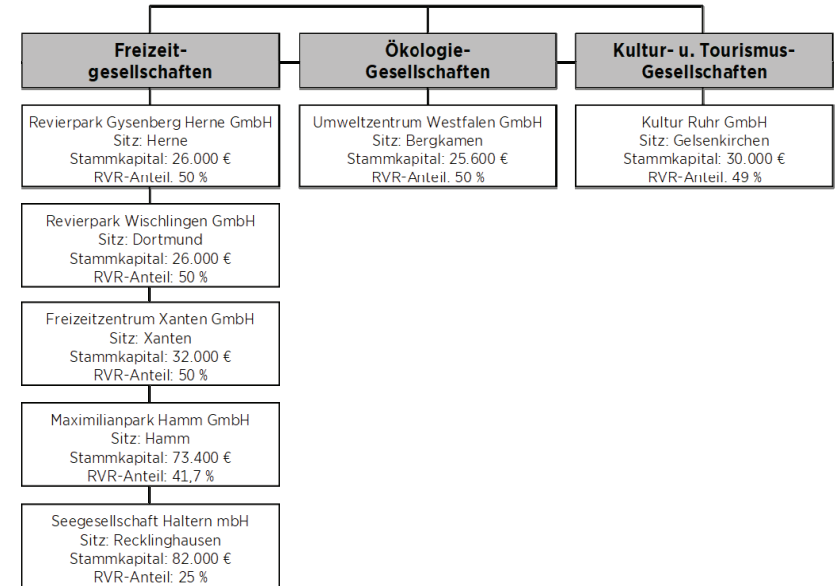 Freizeit-
gesellschaften
Revierpark Gysenberg Herne GmbH
Sitz: Herne
Stammkapital: 26.000 €
RVR-Anteil: 50 %
Revierpark Wischlingen GmbH
Sitz: Dortmund
Stammkapital: 26.000 €
RVR-Anteil: 50 %
Freizeitzentrum Xanten GmbH
Sitz: Xanten
Stammkapital: 32.000 €
RVR-Anteil: 50 %
Maximilianpark Hamm GmbH
Sitz: Hamm
Stammkapital: 73.400 €
RVR-Anteil: 41,7 %
Seegesellschaft Haltern mbH
Sitz: Recklinghausen
Stammkapital: 82.000 €
RVR-Anteil: 25 %
Ökologie-
Gesellschaften
Umweltzentrum Westfalen GmbH
Sitz: Bergkamen
Stammkapital: 25.600 €
RVR-Anteil: 50 %
Kultur- u. Tourismus-
Gesellschaften
Kultur Ruhr GmbH
Sitz: Gelsenkirchen
Stammkapital: 30.000 €
RVR-Anteil: 49 %